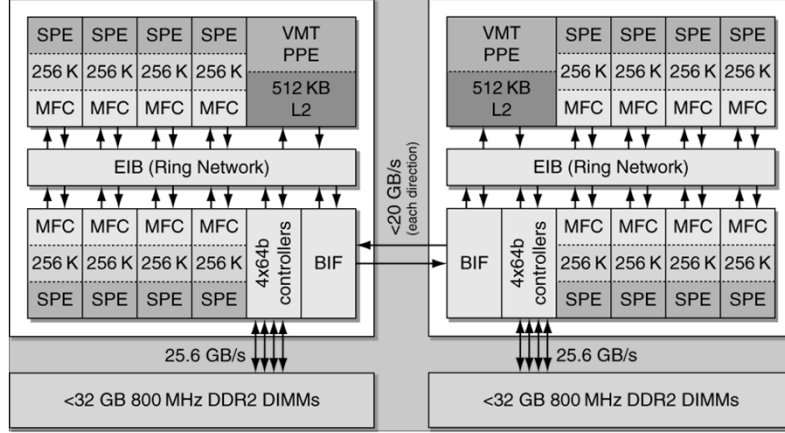 SPE SPE SPE SPE VMT PPE
256 K 256 K 256 K 256 K
MFC MFC MFC MFC 512 KB L2
EIB (Ring Network)
MFC MFC MFC MFC 4x64b controllers BIF
256 K 256 K 256 K 256 K
SPE SPE SPE SPE
25.6 GB/s
<32 GB 800 MHz DDR2 DIMMs
<20 GB/s
(each direction)
VMT PPE SPE SPE SPE SPE
256 K 256 K 256 K 256 K
512 KB L2 MFC MFC MFC MFC
EIB (Ring Network)
BIF 4x64b controllers MFC MFC MFC MFC
256 K 256 K 256 K 256 K
SPE SPE SPE SPE
25.6 GB/s
<32 GB 800 MHz DDR2 DIMMs